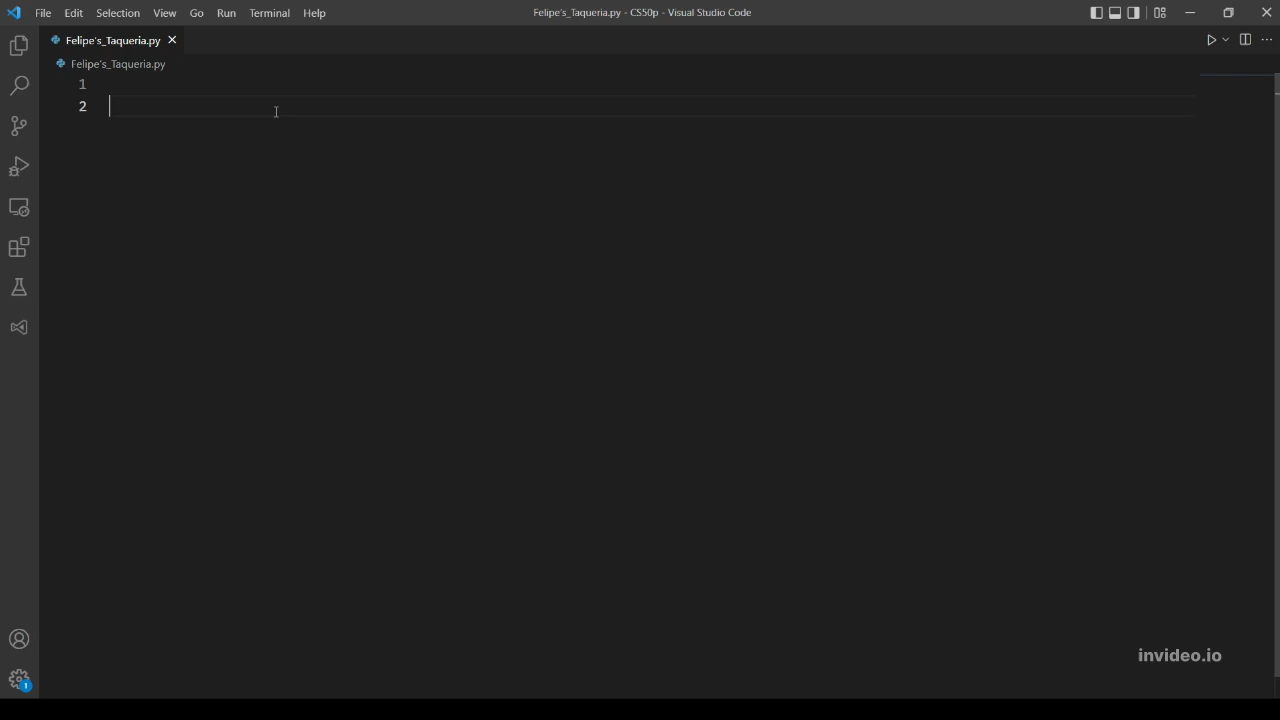 File Edit Selection View Go Run Terminal Help
Felipe's_Taqueria.py - CS50p - Visual Studio Code
Felipe's_Taqueria.py
Felipe's_Taqueria.py
1
2
invideo.io
1